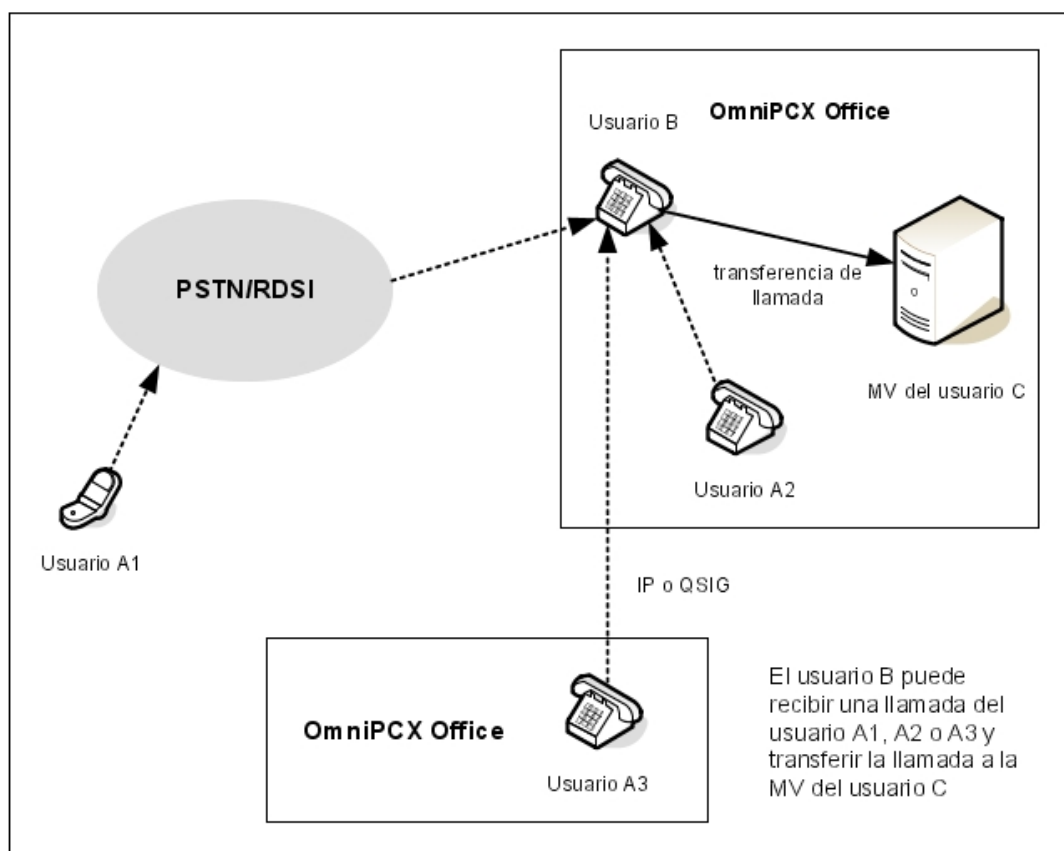 Usuario B
OmniPCX Office
PSTN/RDSI
transferencia de
llamada
MV del usuario C
Usuario A2
Usuario A1
IP o QSIG
OmniPCX Office
Usuario A3
El usuario B puede
recibir una llamada del
usuario A1, A2 o A3 y
transferir la llamada a la
MV del usuario C